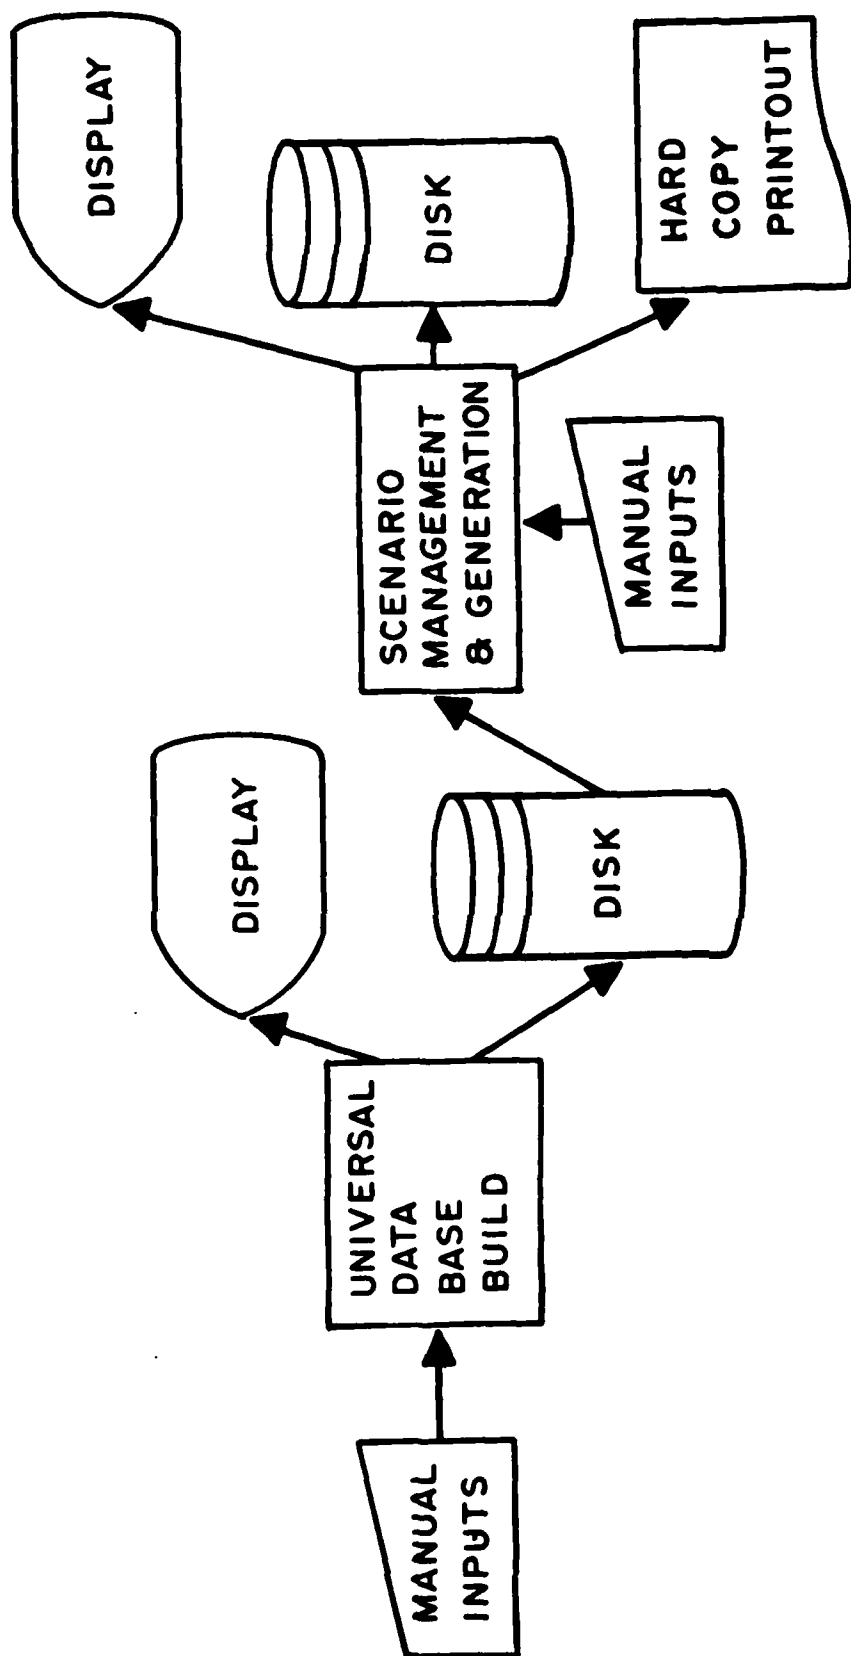 MANUAL
INPUTS
UNIVERSAL
DATA
BASE
BUILD
DISPLAY
DISK
SCENARIO
MANAGEMENT
& GENERATION
MANUAL
INPUTS
DISPLAY
DISK
HARD
COPY
PRINTOUT